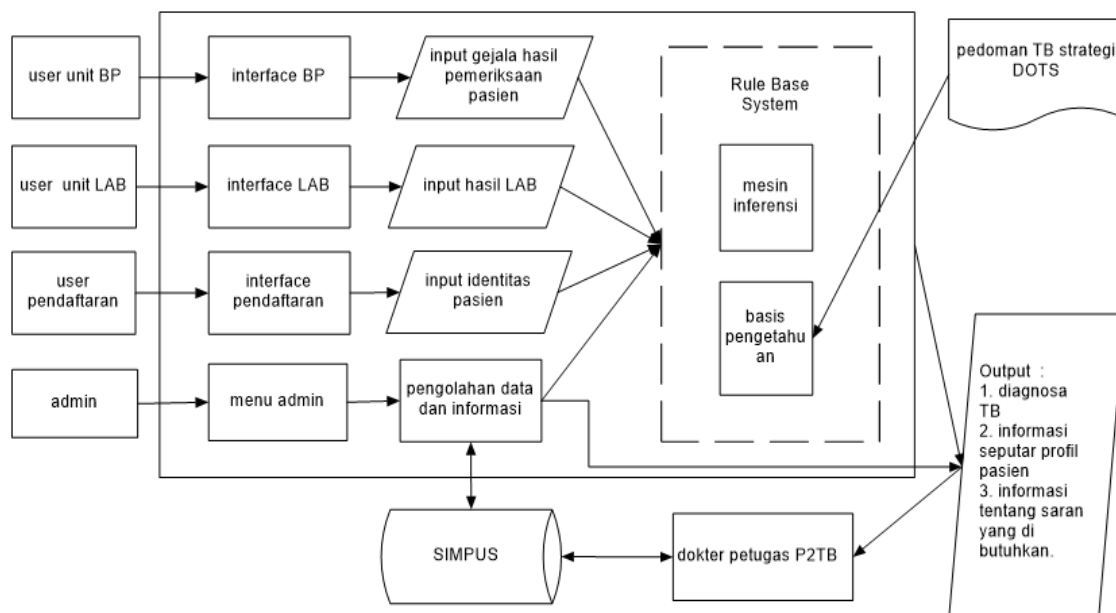 user unit BP
interface BP
input gejala hasil
pemeriksaan
pasien
Rule Base
System
pedoman TB strategi
DOTS
user unit LAB
interface LAB
input hasil LAB
mesin
inferensi
user
pendaftaran
interface
pendaftaran
input identitas
pasien
basis
pengetahu
an
admin
menu admin
pengolahan data
dan informasi
Output :
1. diagnosa
TB
2. informasi
seputar profil
pasien
3. informasi
tentang saran
yang di
butuhkan.
SIMPUS
dokter petugas P2TB